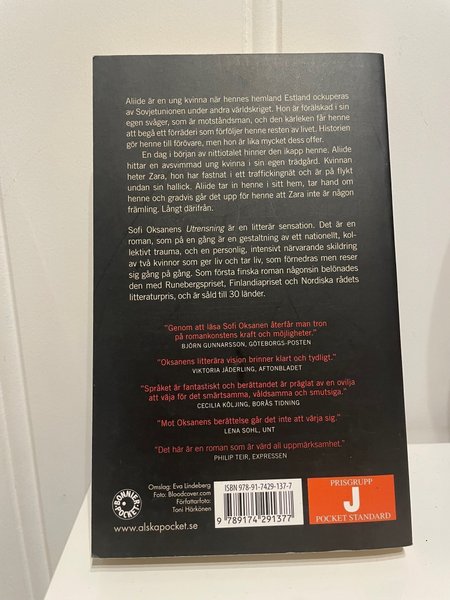 Aliide är en ung kvinna när hennes hemland Estland ockuperas
av Sovjetunionen under andra världskriget. Hon är förälskad i sin
egen svåger, som är motståndsman, och den kärleken får henne
att begå ett förräderi som förföljer henne resten av livet. Historien
gör henne till förövare, men hon är lika mycket dess offer.
En dag i början av nittiotalet hinner den ikapp henne. Aliide
hittar en avsvimmad ung kvinna i sin egen trädgård. Kvinnan
heter Zara, hon har fastnat i ett traffickingnät och är på flykt
undan sin hallick. Aliide tar in henne i sitt hem, tar hand om
henne och gradvis går det upp för henne att Zara inte är någon
främling. Långt därifrån.
Sofi Oksanens Utrensning är en litterär sensation. Det är en
roman, som på en gång är en gestaltning av ett nationellt, kol-
lektivt trauma, och en personlig, intensivt närvarande skildring
av två kvinnor som ger liv och tar liv, som förnedras men reser
sig gång på gång. Som första finska roman någonsin belönades
den med Runebergspriset, Finlandiapriset och Nordiska rådets
litteraturpris, och är såld till 30 länder.
"Genom att läsa Sofi Oksanen återfår man tron
på romankonstens kraft och möjligheter."
BJÖRN GUNNARSSON, GÖTEBORGS-POSTEN
"Oksanens litterära vision brinner klart och tydligt."
VIKTORIA JÄDERLING, AFTONBLADET
"Språket är fantastiskt och berättandet är präglat av en ovilja
att väja för det smärtsamma, våldsamma och smutsiga."
CECILIA KÖLJING, BORÅS TIDNING
"Mot Oksanens berättelse går det inte att värja sig."
LENA SOHL, UNT
"Det här är en roman som är värd all uppmärksamhet."
PHILIP TEIR, EXPRESSEN
Omslag: Eva Lindeberg
Foto: Bloodcover.com
Författarfoto:
Toni Härkönen
BONNIER
POCKET
www.alskapocket.se
ISBN 978-91-7429-137-7
9 789174 291377
PRISGRUPP
J
POCKET STANDARD